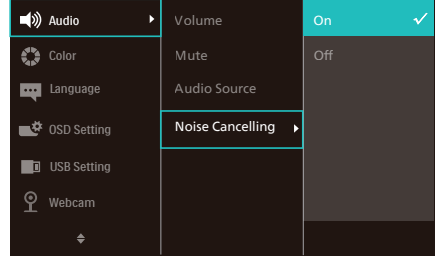 Audio
Color
Language
OSD Setting
USB Setting
Webcam
Volume
Mute
Audio Source
Noise Cancelling
On
Off